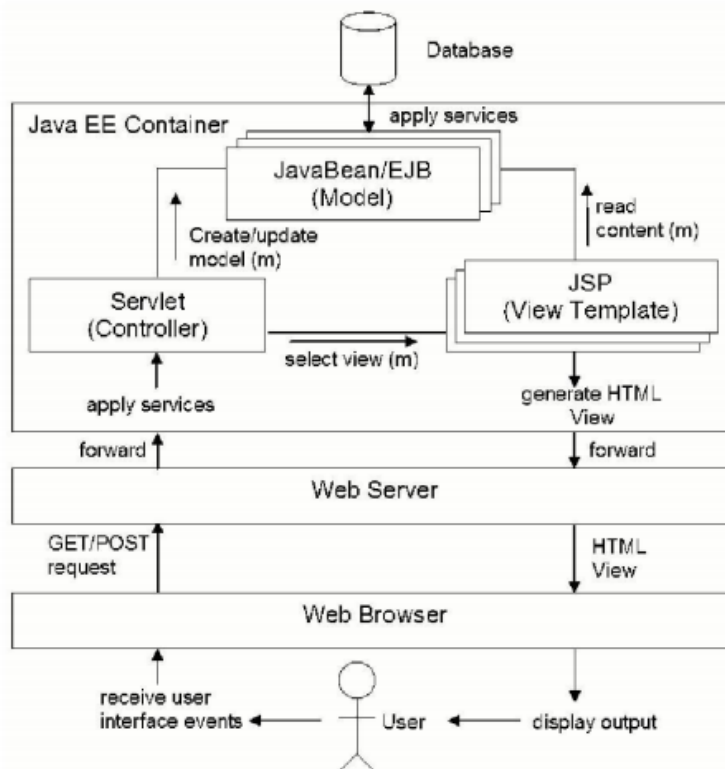 Database
Java EE Container
apply services
JavaBean/EJB
(Model)
Create/update
model (m)
read
content (m)
Servlet
(Controller)
JSP
(View Template)
select view (m)
apply services
generate HTML
View
forward
forward
Web Server
GET/POST
request
HTML
View
Web Browser
receive user
interface events
User
display output